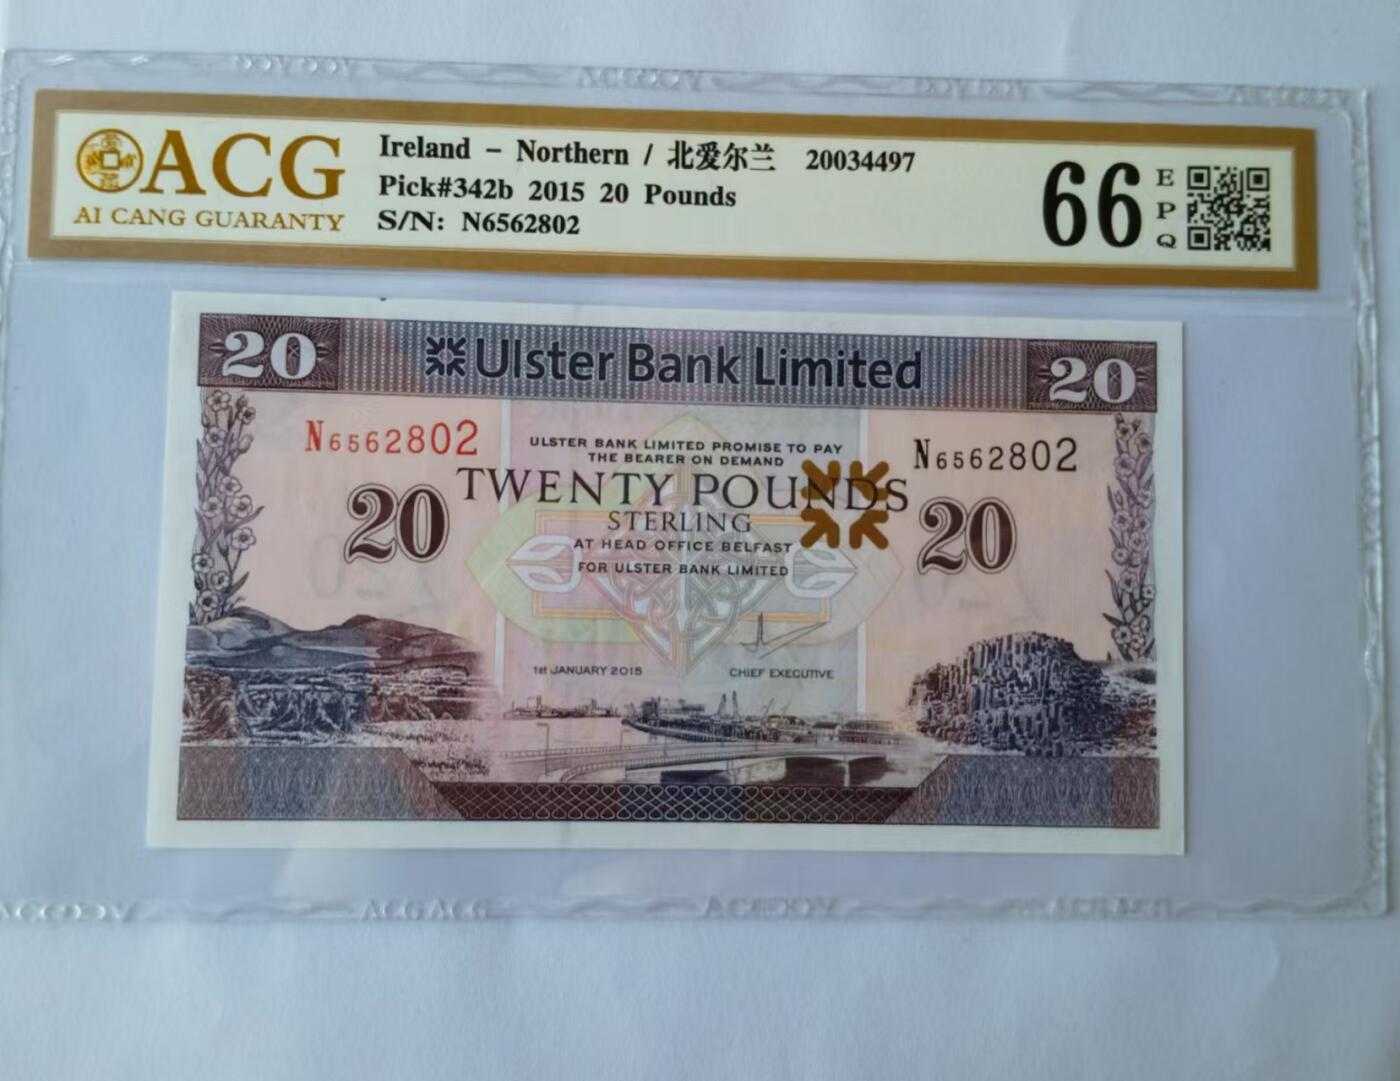 ACG
AI CANG GUARANTY
Ireland - Northern / 北爱尔兰 20034497
Pick#342b 2015 20 Pounds
S/N: N6562802
66
EPQ
20
Ulster Bank Limited
20
N6562802
ULSTER BANK LIMITED PROMISE TO PAY
THE BEARER ON DEMAND
N6562802
TWENTY POUNDS
20
STERLING
20
AT HEAD OFFICE BELFAST
FOR ULSTER BANK LIMITED
1st JANUARY 2015
CHIEF EXECUTIVE
ACGACG